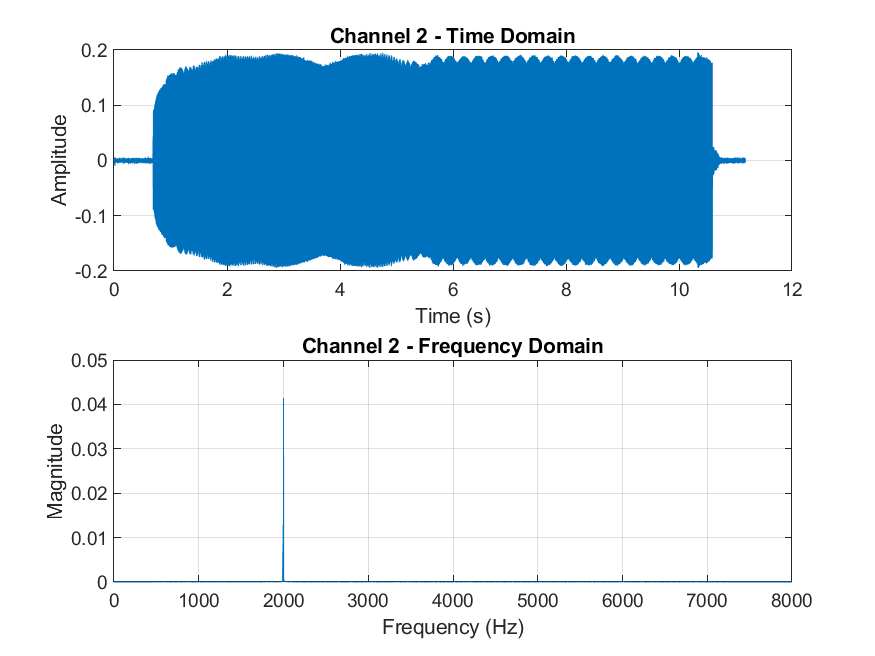 Channel 2 - Time Domain
0.2
0.1
0
-0.1
-0.2
Amplitude
0 2 4 6 8 10 12
Time (s)
Channel 2 - Frequency Domain
0.05
0.04
0.03
0.02
0.01
0
Magnitude
0 1000 2000 3000 4000 5000 6000 7000 8000
Frequency (Hz)